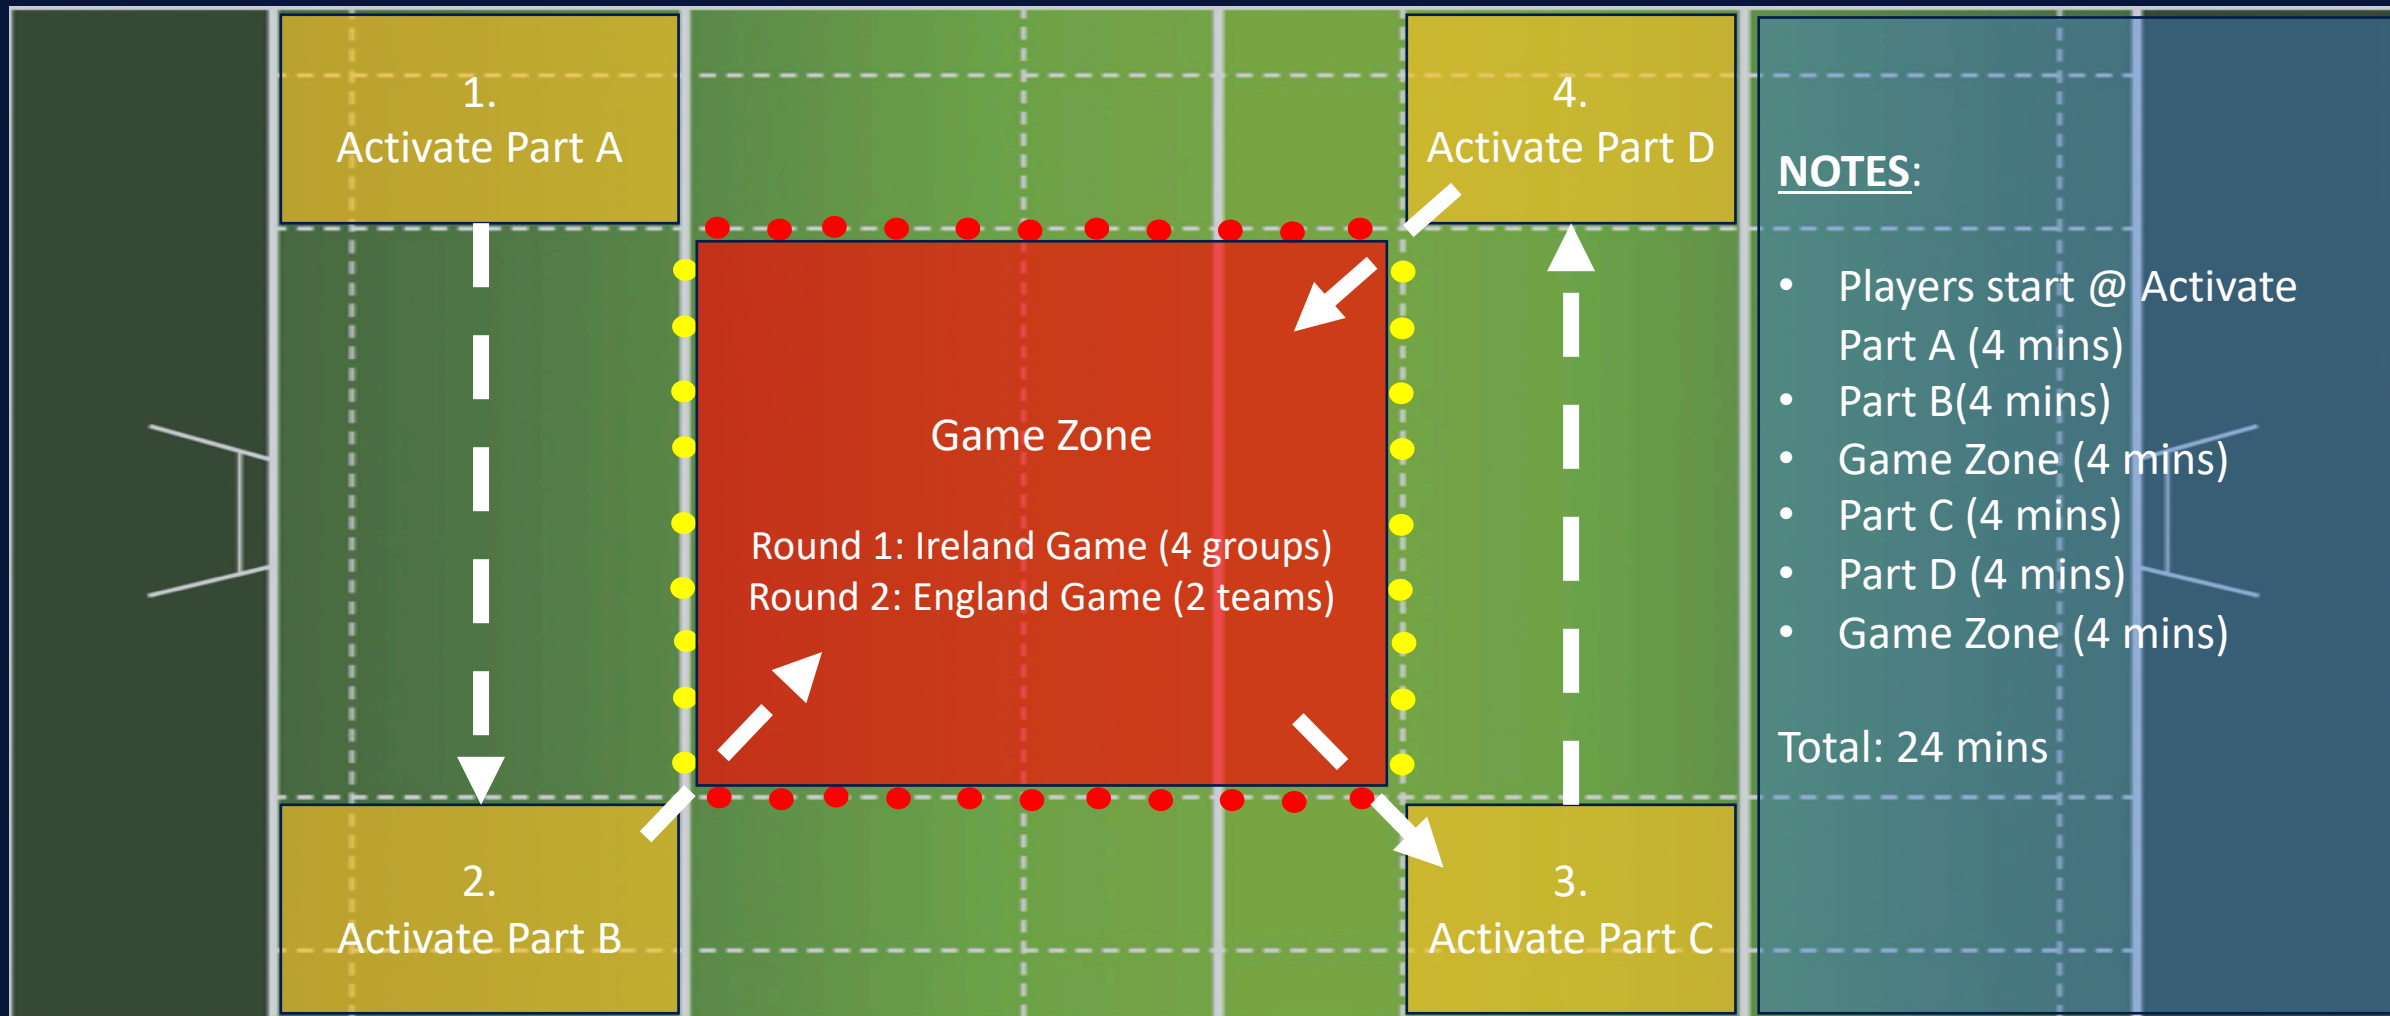 1.
Activate Part A
4.
Activate Part D
Game Zone
Round 1: Ireland Game (4 groups)
Round 2: England Game (2 teams)
2.
Activate Part B
3.
Activate Part C
NOTES:
• Players start @ Activate
Part A (4 mins)
• Part B(4 mins)
• Game Zone (4 mins)
• Part C (4 mins)
• Part D (4 mins)
• Game Zone (4 mins)
Total: 24 mins